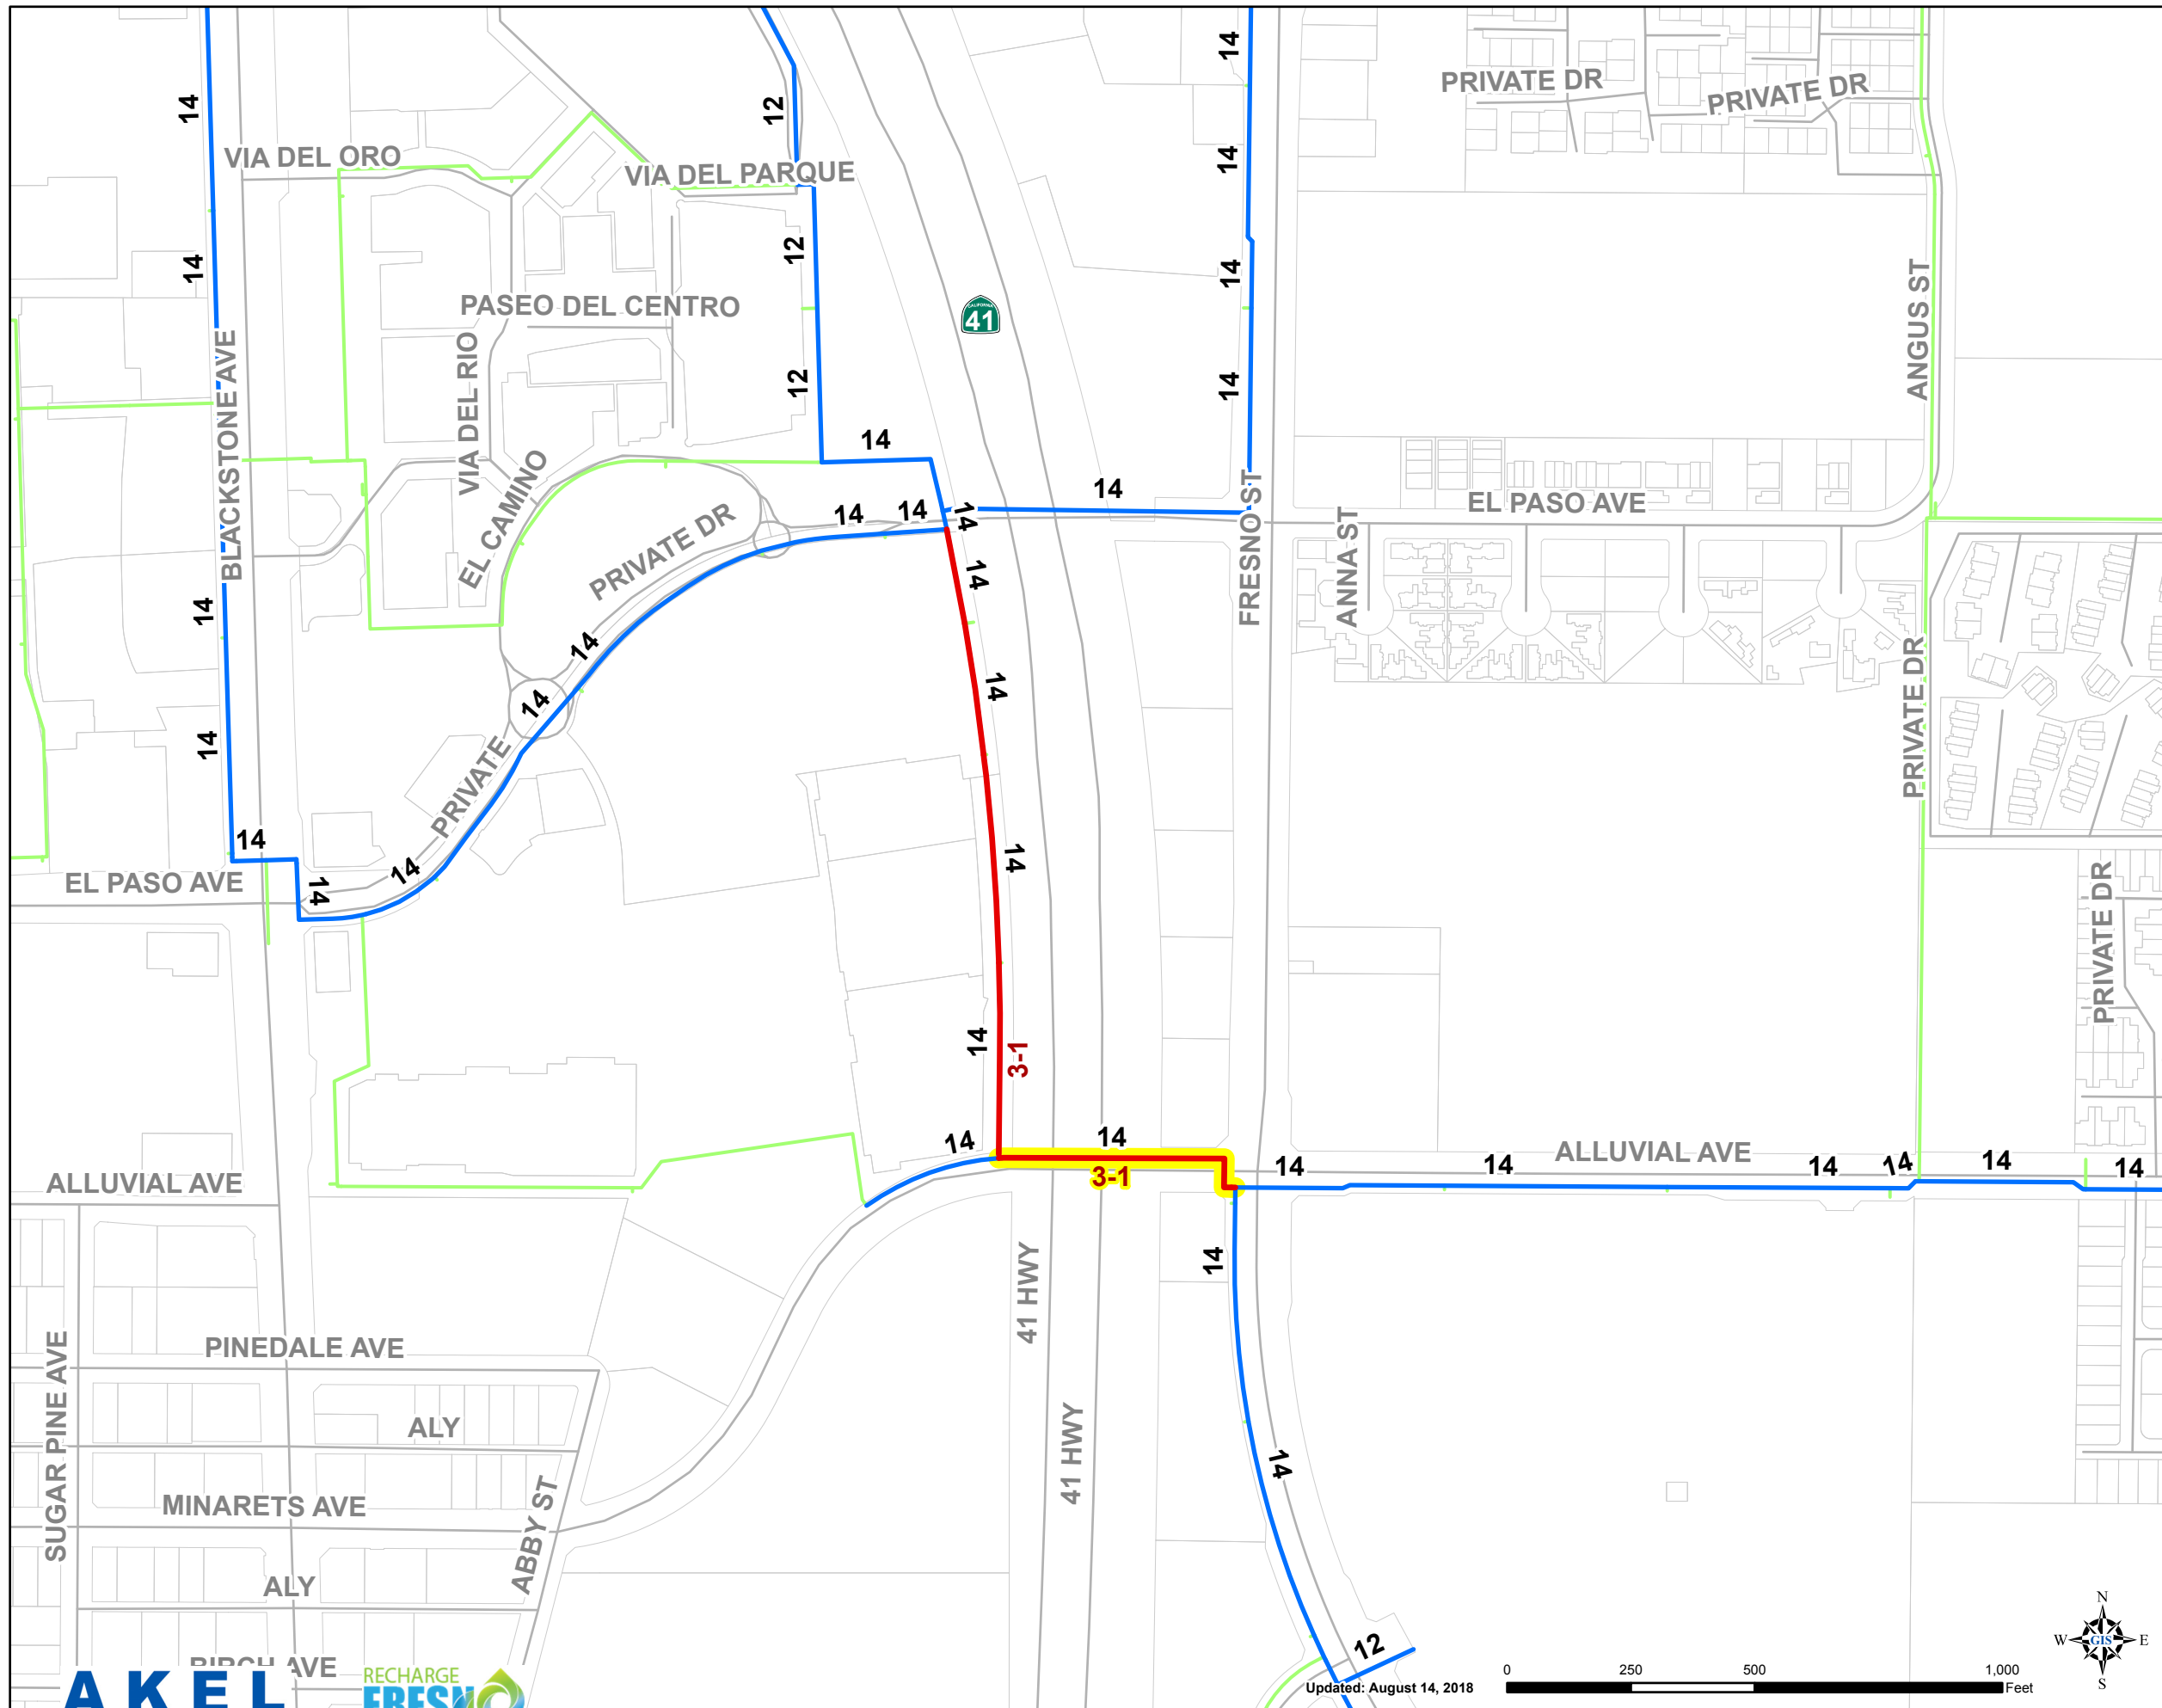 14
14
12
PRIVATE DR
PRIVATE DR
14
VIA DEL ORO
VIA DEL PARQUE
14
12
14
14
CALIFORNIA
41
PASEO DEL CENTRO
ANGUS ST
BLACKSTONE AVE
VIA DEL RIO
12
14
14
EL CAMINO
14
14
14
14
FRESNO ST
EL PASO AVE
ANNA ST
PRIVATE DR
14
14
14
14
14
PRIVATE DR
14
PRIVATE
14
14
14
14
EL PASO AVE
PRIVATE DR
14
3-1
14
14
3-1
14
14
ALLUVIAL AVE
14
14
14
14
ALLUVIAL AVE
14
41 HWY
PINEDALE AVE
SUGAR PINE AVE
ALY
41 HWY
14
MINARETS AVE
ABBY ST
ALY
12
BIRCH AVE
AKEL
RECHARGE
FRESNO
Updated: August 14, 2018
0 250 500 1,000
Feet
N
W GIS E
S